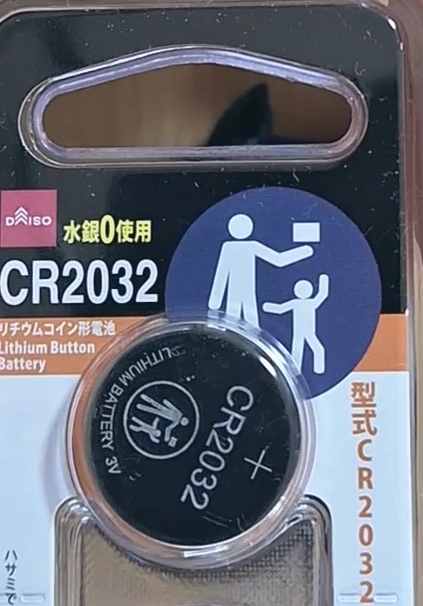 DAISO
水銀0使用
CR2032
リチウムコイン形電池
Lithium Button
Battery
LITHIUM BATTERY 3V
CR2032
+
型式CR2032
ハサミで